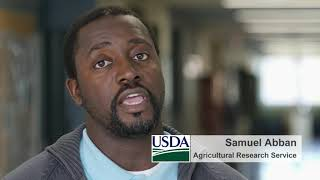 Samuel Abban
USDA
Agricultural Research Service